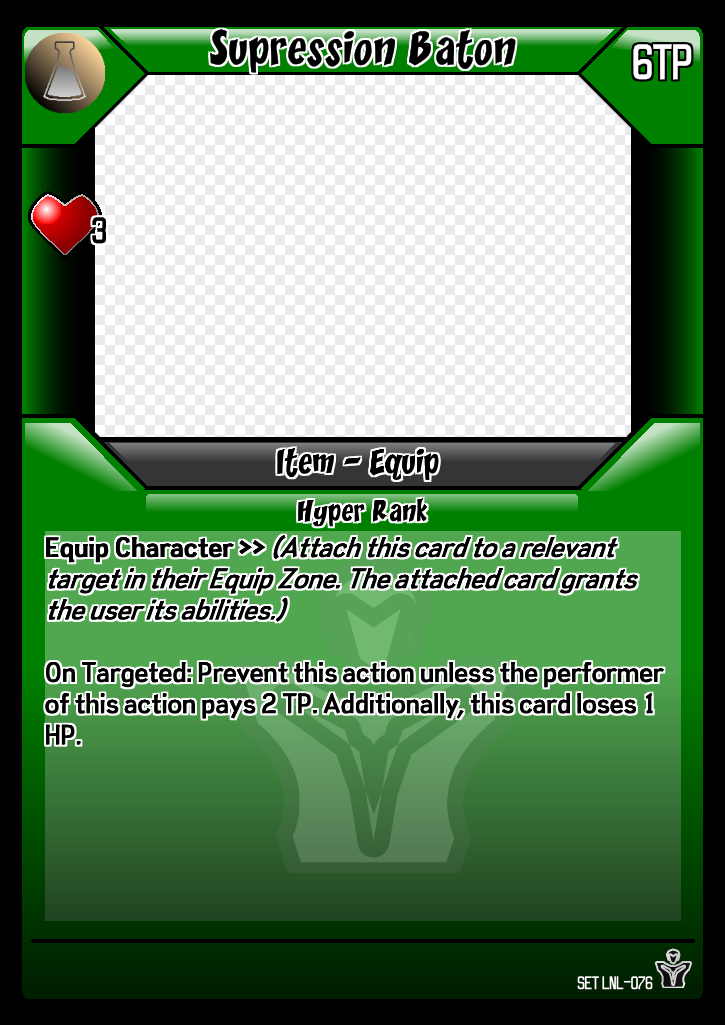 Supression Baton
6TP
3
Item - Equip
Hyper Rank
Equip Character >> (Attach this card to a relevant
target in their Equip Zone. The attached card grants
the user its abilities.)
On Targeted: Prevent this action unless the performer
of this action pays 2 TP. Additionally, this card loses 1
HP.
SET LNL-076